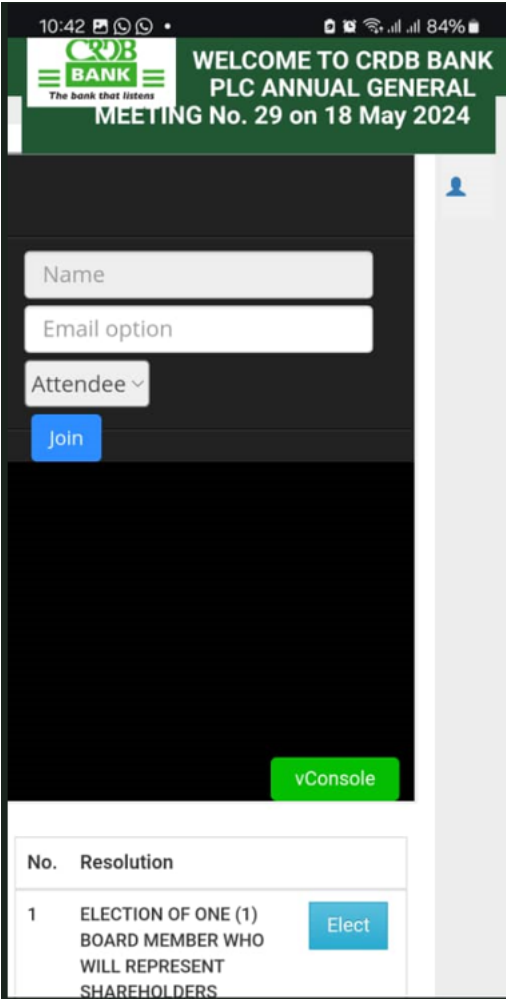 10:42
84%
CRDB
BANK
The bank that listens
WELCOME TO CRDB BANK
PLC ANNUAL GENERAL
MEETING No. 29 on 18 May 2024
Name
Email option
Attendee
Join
vConsole
No. Resolution
1 ELECTION OF ONE (1) Elect
BOARD MEMBER WHO
WILL REPRESENT
SHAREHOLDERS